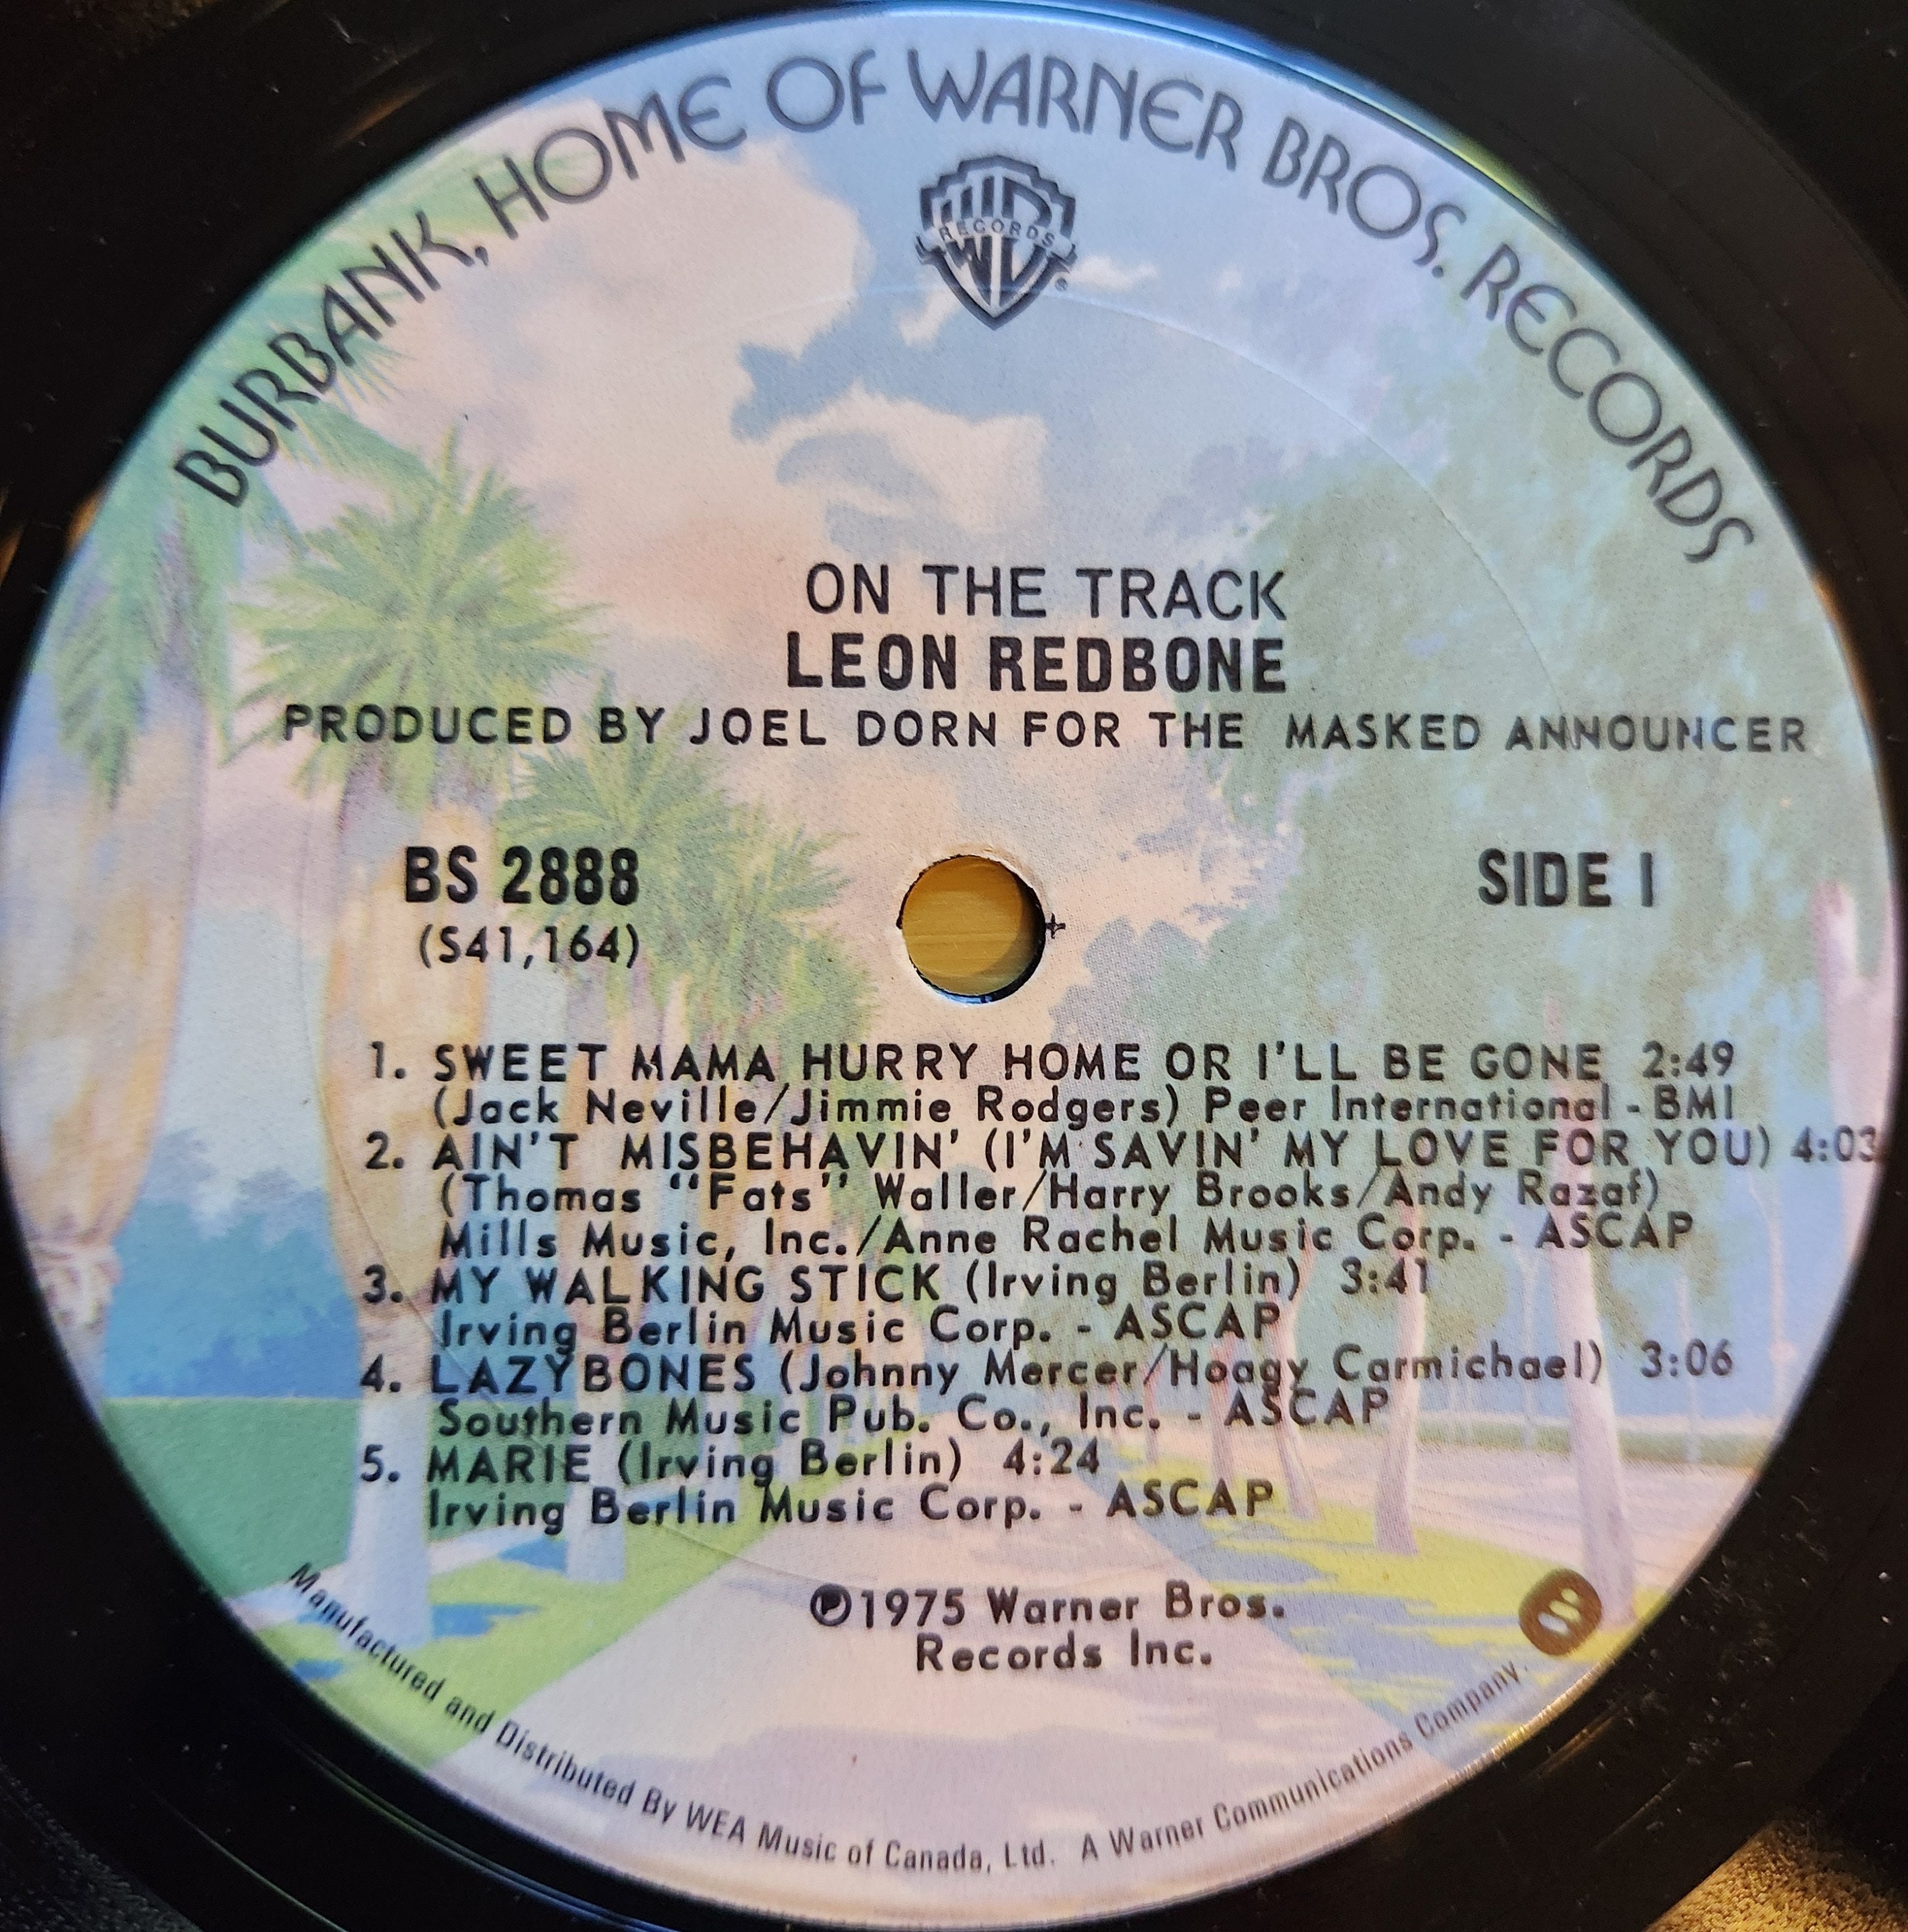 BURBANK, HOME OF WARNER BROS. RECORDS
RECORDS
ON THE TRACK
LEON REDBONE
PRODUCED BY JOEL DORN FOR THE MASKED ANNOUNCER
BS 2888
(S41,164)
SIDE 1
1. SWEET MAMA HURRY HOME OR I'LL BE GONE 2:49
(Jack Neville/Jimmie Rodgers) Peer International - BMI
2. AIN'T MISBEHAVIN' (I'M SAVIN' MY LOVE FOR YOU) 4:03
(Thomas "Fats" Waller/Harry Brooks/Andy Razaf)
Mills Music, Inc./Anne Rachel Music Corp. - ASCAP
3. MY WALKING STICK (Irving Berlin) 3:41
Irving Berlin Music Corp. - ASCAP
4. LAZYBONES (Johnny Mercer/Hoagy Carmichael) 3:06
Southern Music Pub. Co., Inc. - ASCAP
5. MARIE (Irving Berlin) 4:24
Irving Berlin Music Corp. - ASCAP
℗1975 Warner Bros.
Records Inc.
Manufactured and Distributed By WEA Music of Canada, Ltd. A Warner Communications Company.